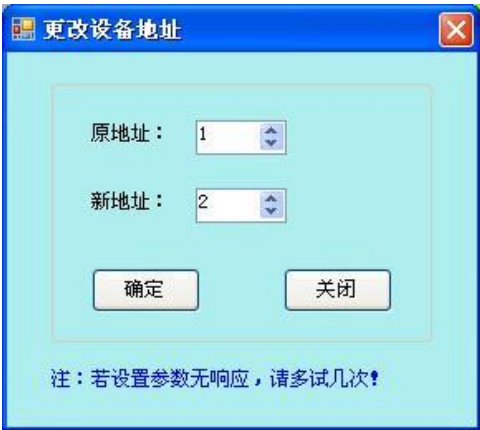 更改设备地址
原地址： 1
新地址： 2
确定 关闭
注：若设置参数无响应，请多试几次！